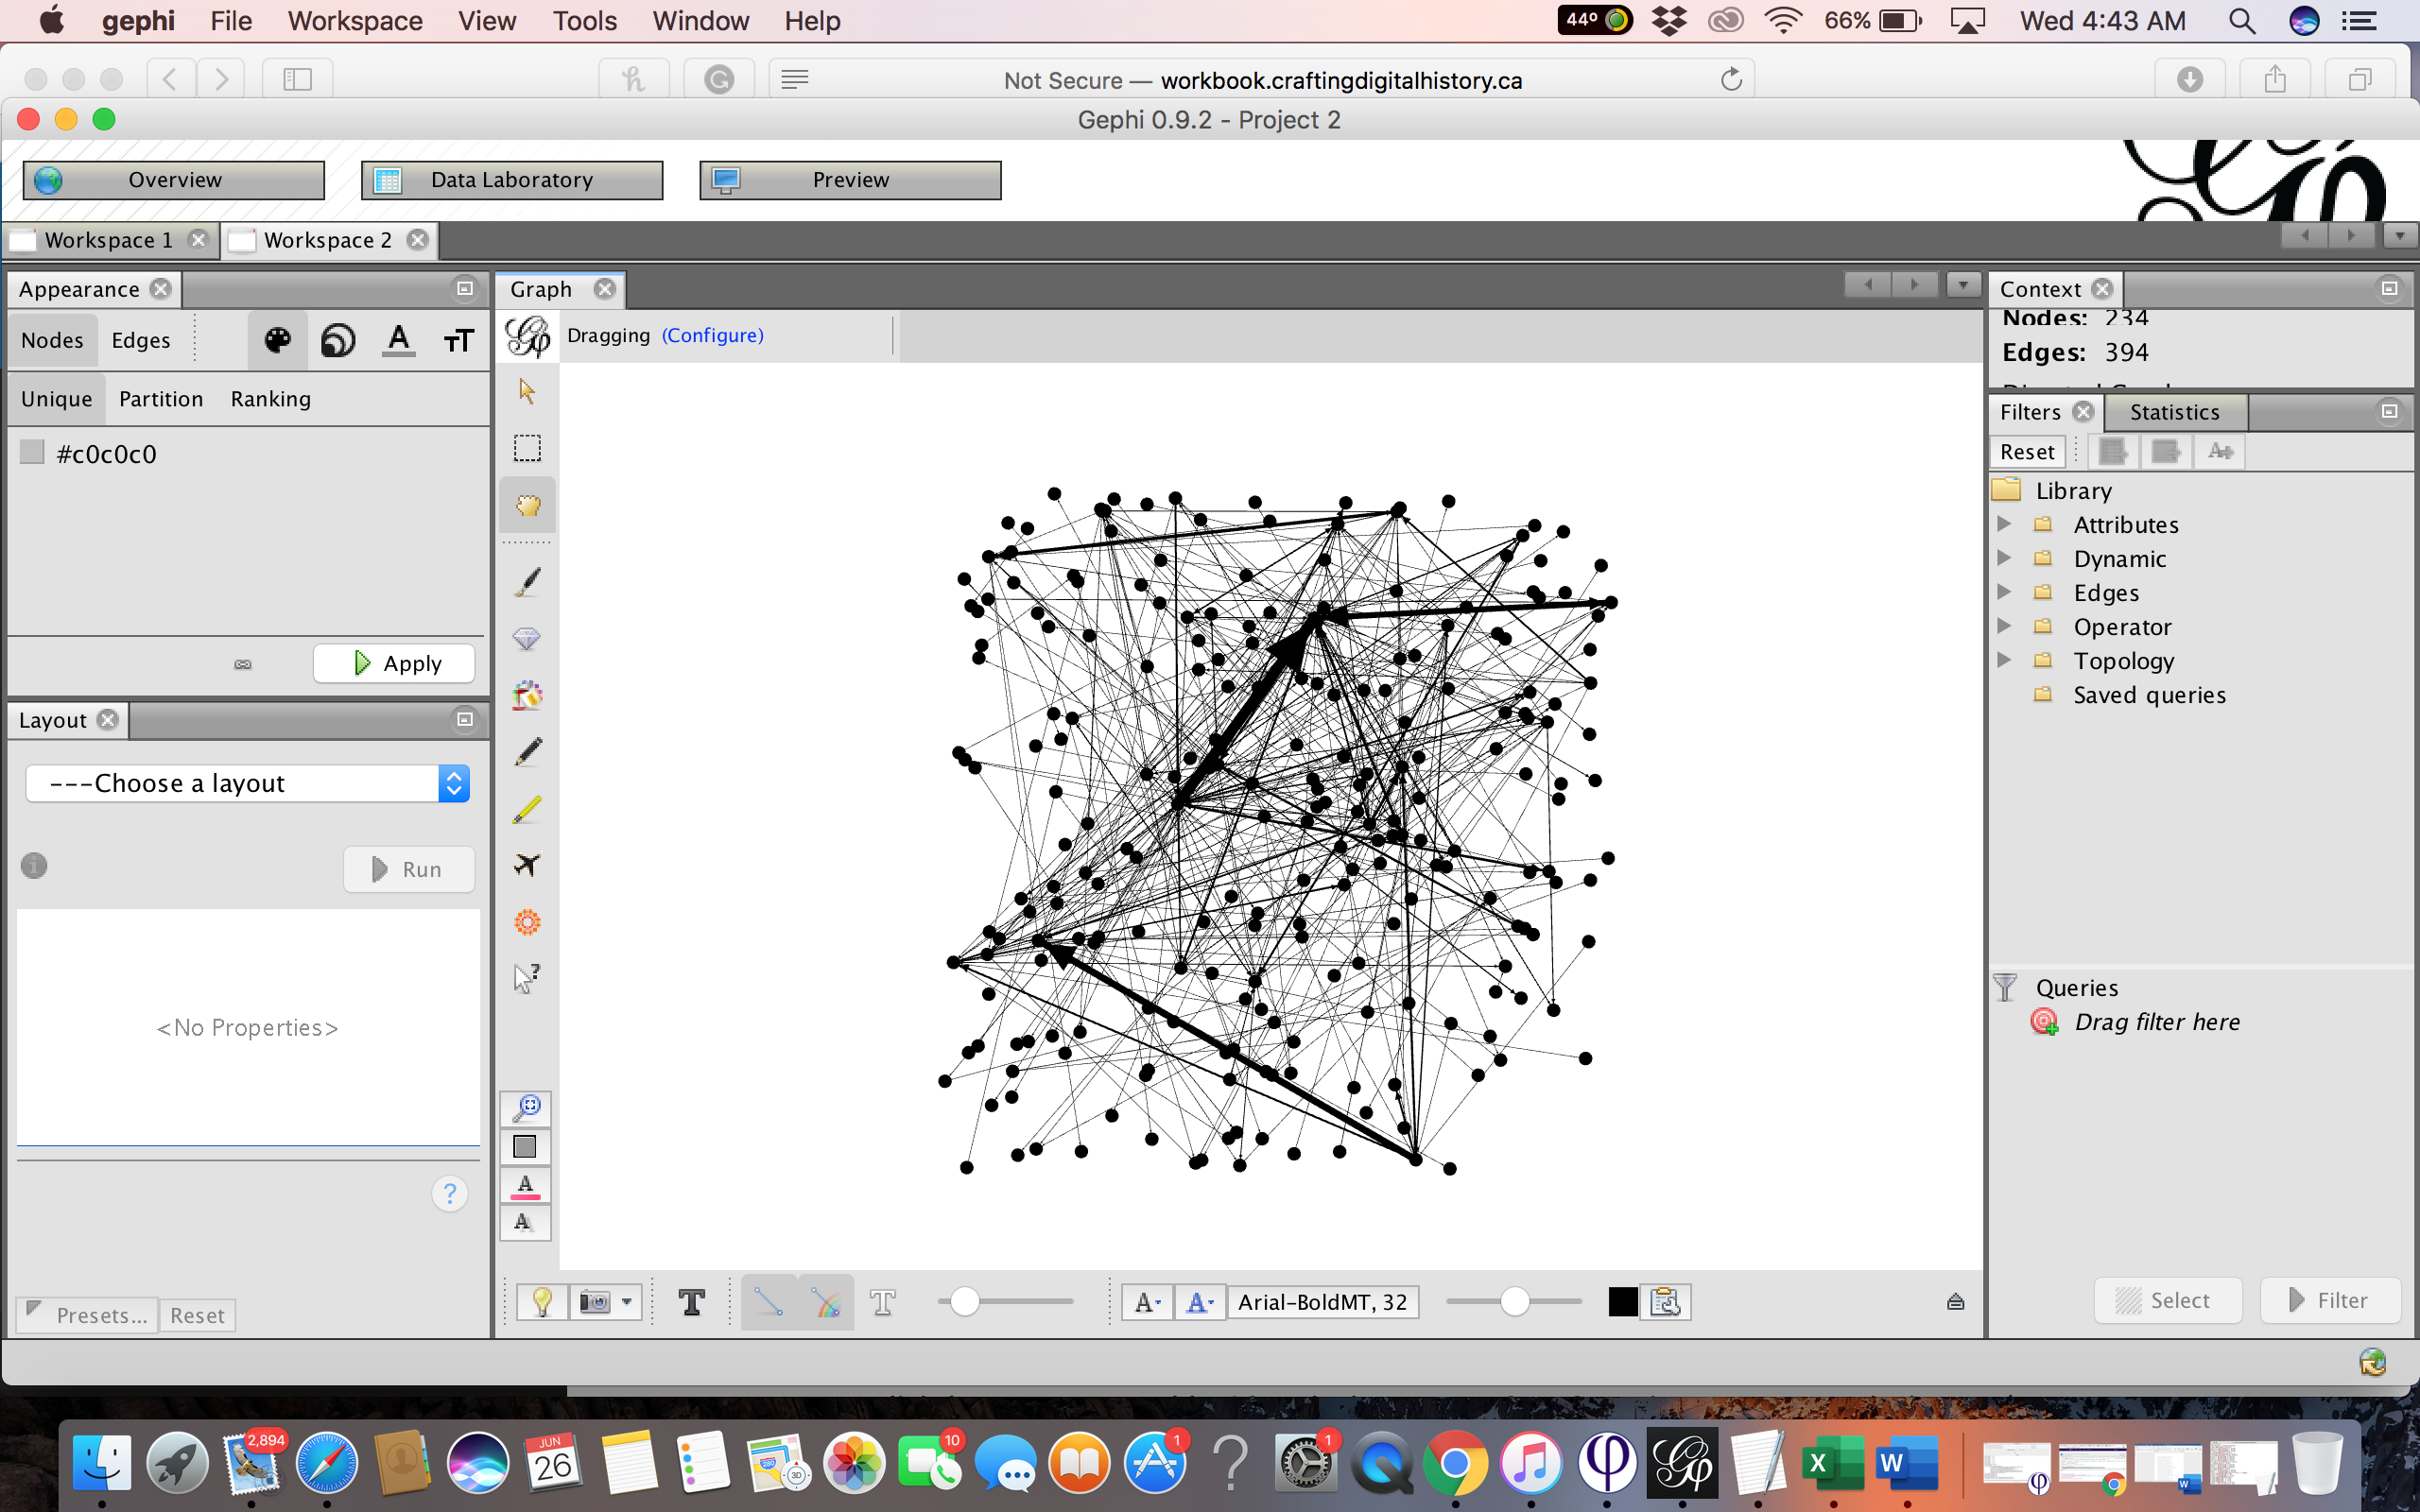 gephi File Workspace View Tools Window Help 44° 66% Wed 4:43 AM
Not Secure — workbook.craftingdigitalhistory.ca
Gephi 0.9.2 - Project 2
Overview Data Laboratory Preview
Workspace 1 Workspace 2
Appearance Graph Context
Nodes Edges A TT Dragging (Configure) Nodes: 234
Edges: 394
Unique Partition Ranking Filters Statistics
#c0c0c0 Reset
Library
Attributes
Dynamic
Edges
Operator
Apply Topology
Saved queries
Layout
---Choose a layout
Run
Queries
<No Properties> Drag filter here
?
A
A
Presets... Reset T T A A Arial-BoldMT, 32 Select Filter
2,894 JUN 26 280 3D 10 1 ? 1 X W